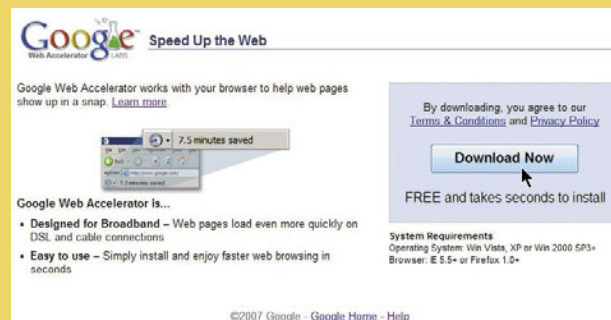 Google
Web Accelerator LABS
Speed Up the Web
Google Web Accelerator works with your browser to help web pages
show up in a snap. Learn more.
7.5 minutes saved
Back
7.5 minutes saved
Google Web Accelerator is...
• Designed for Broadband – Web pages load even more quickly on
DSL and cable connections
• Easy to use – Simply install and enjoy faster web browsing in
seconds
By downloading, you agree to our
Terms & Conditions and Privacy Policy
Download Now
FREE and takes seconds to install
System Requirements
Operating System: Win Vista, XP or Win 2000 SP3+
Browser: IE 5.5+ or Firefox 1.0+
©2007 Google - Google Home - Help